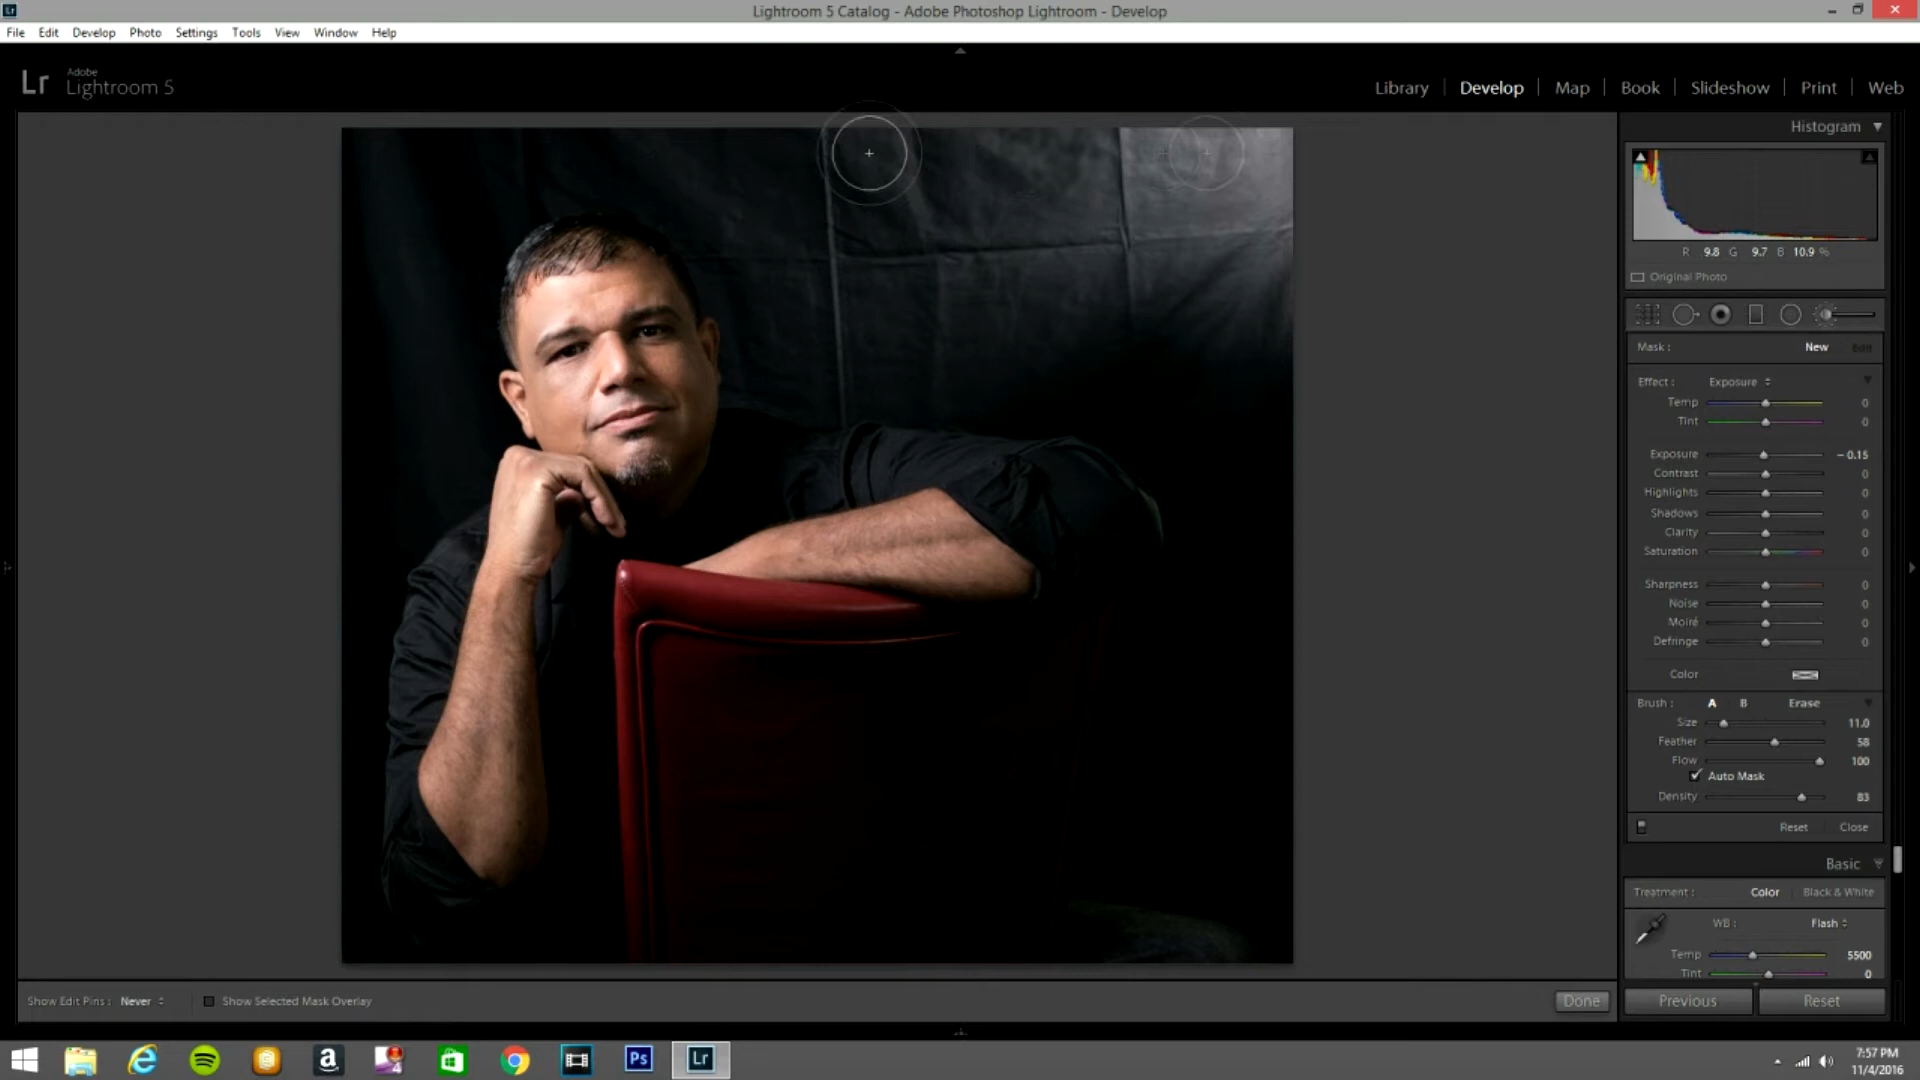 Lr
Lightroom 5 Catalog - Adobe Photoshop Lightroom - Develop
File Edit Develop Photo Settings Tools View Window Help
Lr Adobe
Lightroom 5
Library Develop Map Book Slideshow Print Web
Histogram
R 9.8 G 9.7 B 10.9 %
Original Photo
Mask : New Edit
Effect : Exposure
Temp 0
Tint 0
Exposure – 0.15
Contrast 0
Highlights 0
Shadows 0
Clarity 0
Saturation 0
Sharpness 0
Noise 0
Moiré 0
Defringe 0
Color
Brush : A B Erase
Size 11.0
Feather 58
Flow 100
Auto Mask
Density 83
Reset Close
Basic
Treatment : Color Black & White
WB : Flash
Temp 5500
Tint 0
Show Edit Pins : Never Show Selected Mask Overlay Done
Previous Reset
a 4 Ps Lr
7:57 PM
11/4/2016